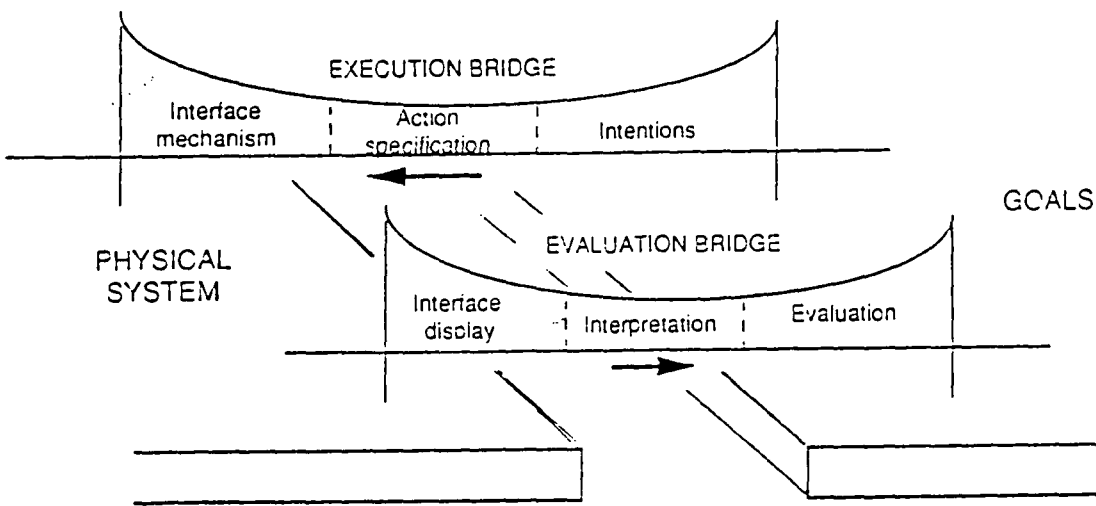 EXECUTION BRIDGE
Interface
mechanism
Action
specification
Intentions
GOALS
PHYSICAL
SYSTEM
EVALUATION BRIDGE
Interface
display
Interpretation
Evaluation